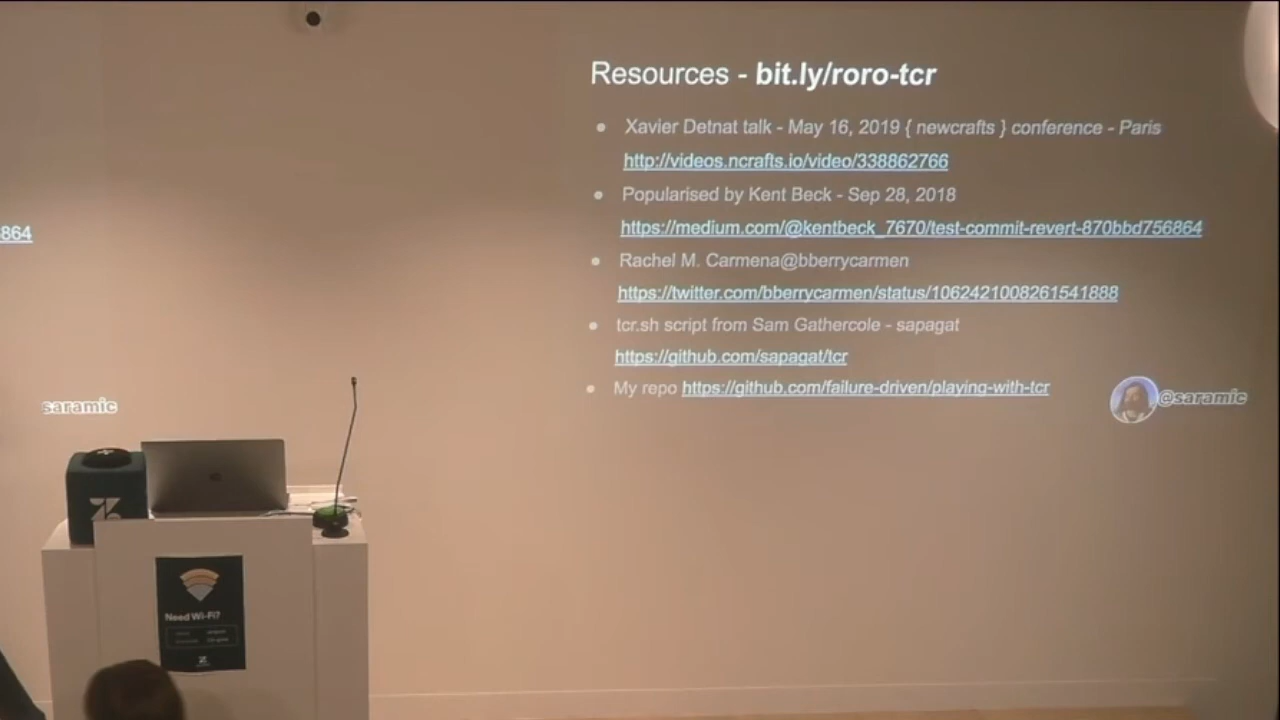 Resources - bit.ly/roro-tcr
Xavier Detnat talk - May 16, 2019 { newcrafts } conference - Paris
http://videos.ncrafts.io/video/338862766
Popularised by Kent Beck - Sep 28, 2018
https://medium.com/@kentbeck_7670/test-commit-revert-870bbd756864
Rachel M. Carmena@bberrycarmen
https://twitter.com/bberrycarmen/status/1062421008261541888
tcr.sh script from Sam Gathercole - sapagat
https://github.com/sapagat/tcr
My repo https://github.com/failure-driven/playing-with-tcr
@saramic
864
saramic
Need Wi-Fi?